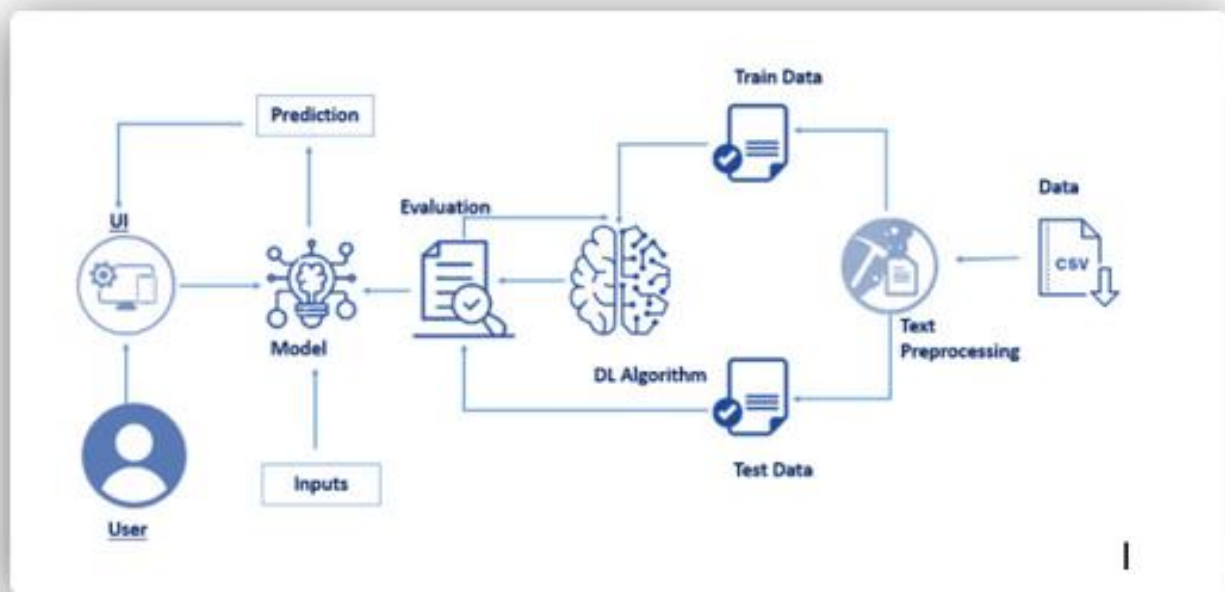 Train Data
Prediction
Data
Evaluation
UI
CSV
Text
Preprocessing
Model
DL Algorithm
Test Data
Inputs
User